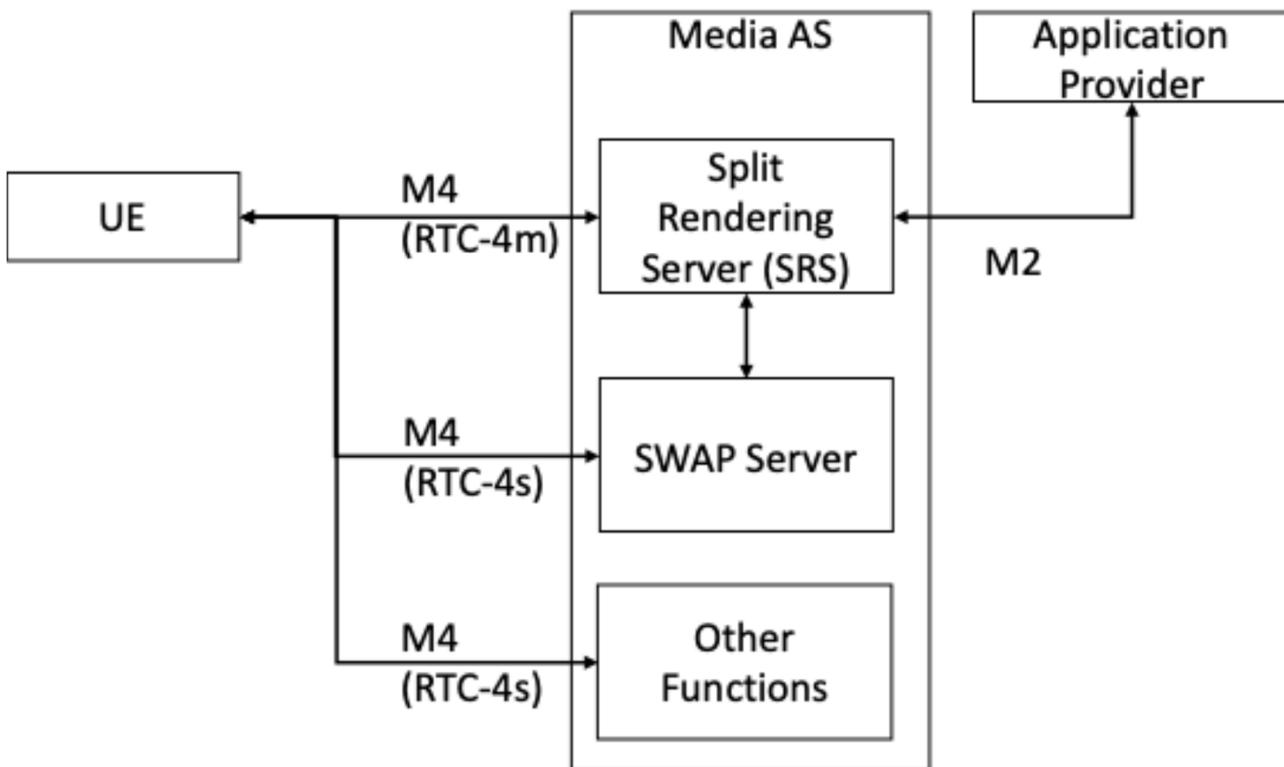 Media AS
Application
Provider
UE
M4
(RTC-4m)
Split
Rendering
Server (SRS)
M2
M4
(RTC-4s)
SWAP Server
M4
(RTC-4s)
Other
Functions